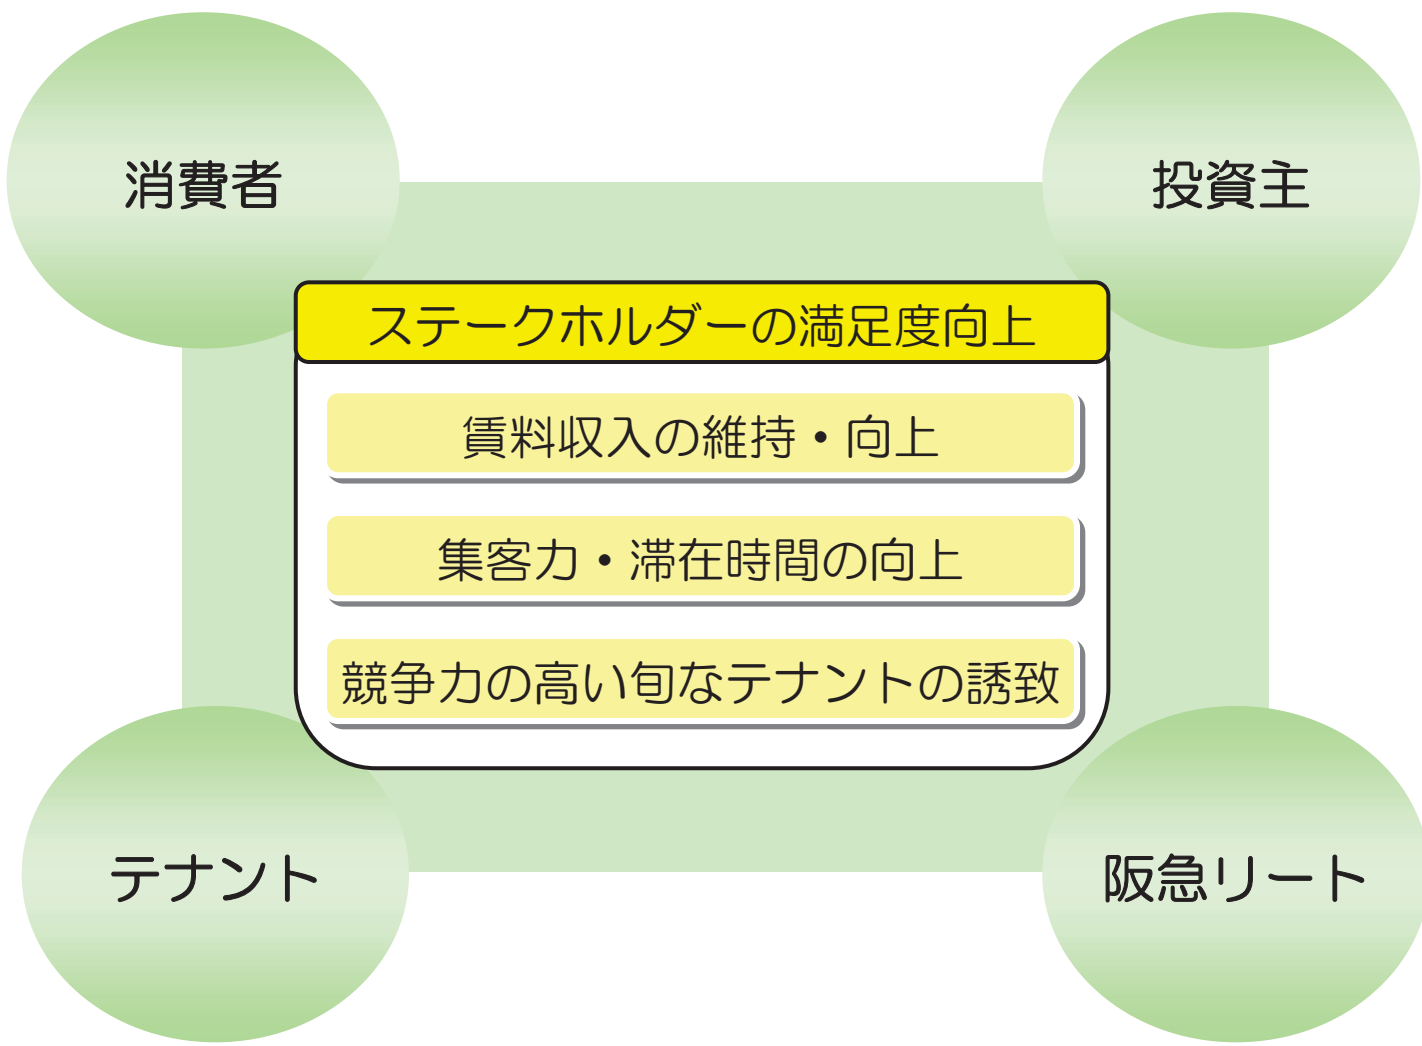 消費者
投資主
ステークホルダーの満足度向上
賃料収入の維持・向上
集客力・滞在時間の向上
競争力の高い旬なテナントの誘致
テナント
阪急リート